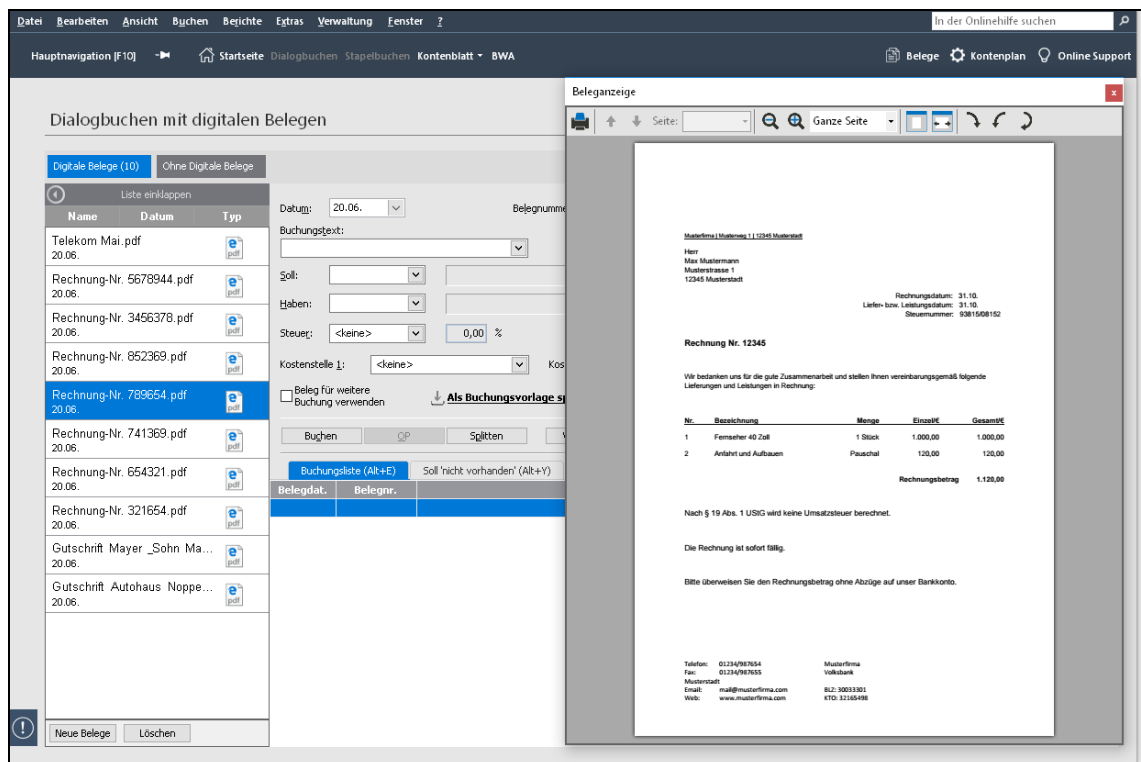 Datei Bearbeiten Ansicht Buchen Berichte Extras Verwaltung Fenster ?
In der Onlinehilfe suchen
Hauptnavigation [F10] Startseite Dialogbuchen Stapelbuchen Kontenblatt BWA
Belege Kontenplan Online Support
Dialogbuchen mit digitalen Belegen
Digitale Belege (10) Ohne Digitale Belege
Liste einklappen
Name Datum Typ
Telekom Mai.pdf
20.06.
pdf
Rechnung-Nr. 5678944.pdf
20.06.
pdf
Rechnung-Nr. 3456378.pdf
20.06.
pdf
Rechnung-Nr. 852369.pdf
20.06.
pdf
Rechnung-Nr. 789654.pdf
20.06.
pdf
Rechnung-Nr. 741369.pdf
20.06.
pdf
Rechnung-Nr. 654321.pdf
20.06.
pdf
Rechnung-Nr. 321654.pdf
20.06.
pdf
Gutschrift Mayer _Sohn Ma...
20.06.
pdf
Gutschrift Autohaus Noppe...
20.06.
pdf
Neue Belege Löschen
Datum: 20.06. Belegnumme
Buchungstext:
Soll:
Haben:
Steuer: <keine> 0,00 %
Kostenstelle 1: <keine> Kos
Beleg für weitere
Buchung verwenden
Als Buchungsvorlage sp
Buchen OP Splitten
Buchungsliste (Alt+E) Soll 'nicht vorhanden' (Alt+Y)
Belegdat. Belegnr.
Beleganzeige x
Seite: Ganze Seite
Musterfirma | Musterweg 1 | 12345 Musterstadt
Herr
Max Mustermann
Musterstrasse 1
12345 Musterstadt
Rechnungsdatum: 31.10.
Liefer- bzw. Leistungsdatum: 31.10.
Steuernummer: 93815/08152
Rechnung Nr. 12345
Wir bedanken uns für die gute Zusammenarbeit und stellen Ihnen vereinbarungsgemäß folgende
Lieferungen und Leistungen in Rechnung:
Nr. Bezeichnung Menge Einzel/€ Gesamt/€
1 Fernseher 40 Zoll 1 Stück 1.000,00 1.000,00
2 Anfahrt und Aufbauen Pauschal 120,00 120,00
Rechnungsbetrag 1.120,00
Nach § 19 Abs. 1 UStG wird keine Umsatzsteuer berechnet.
Die Rechnung ist sofort fällig.
Bitte überweisen Sie den Rechnungsbetrag ohne Abzüge auf unser Bankkonto.
Telefon: 01234/987654 Musterfirma
Fax: 01234/987655 Volksbank
Musterstadt
Email: mail@musterfirma.com BLZ: 30033301
Web: www.musterfirma.com KTO: 32165498